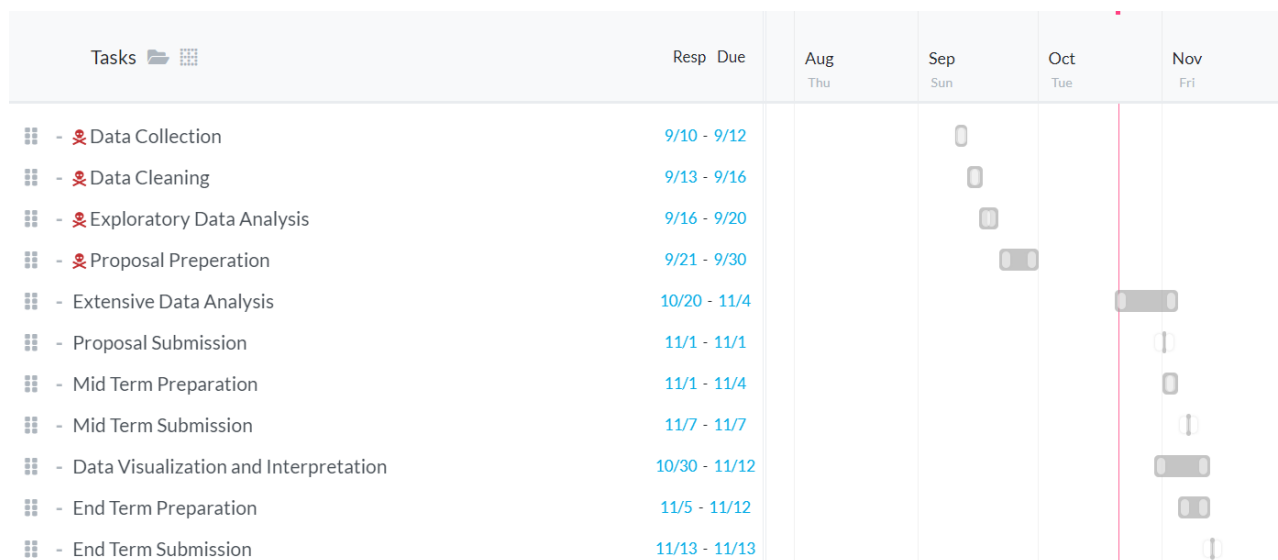 Tasks Resp Due Aug Sep Oct Nov
Thu Sun Tue Fri
- Data Collection 9/10 - 9/12
- Data Cleaning 9/13 - 9/16
- Exploratory Data Analysis 9/16 - 9/20
- Proposal Preperation 9/21 - 9/30
- Extensive Data Analysis 10/20 - 11/4
- Proposal Submission 11/1 - 11/1
- Mid Term Preparation 11/1 - 11/4
- Mid Term Submission 11/7 - 11/7
- Data Visualization and Interpretation 10/30 - 11/12
- End Term Preparation 11/5 - 11/12
- End Term Submission 11/13 - 11/13